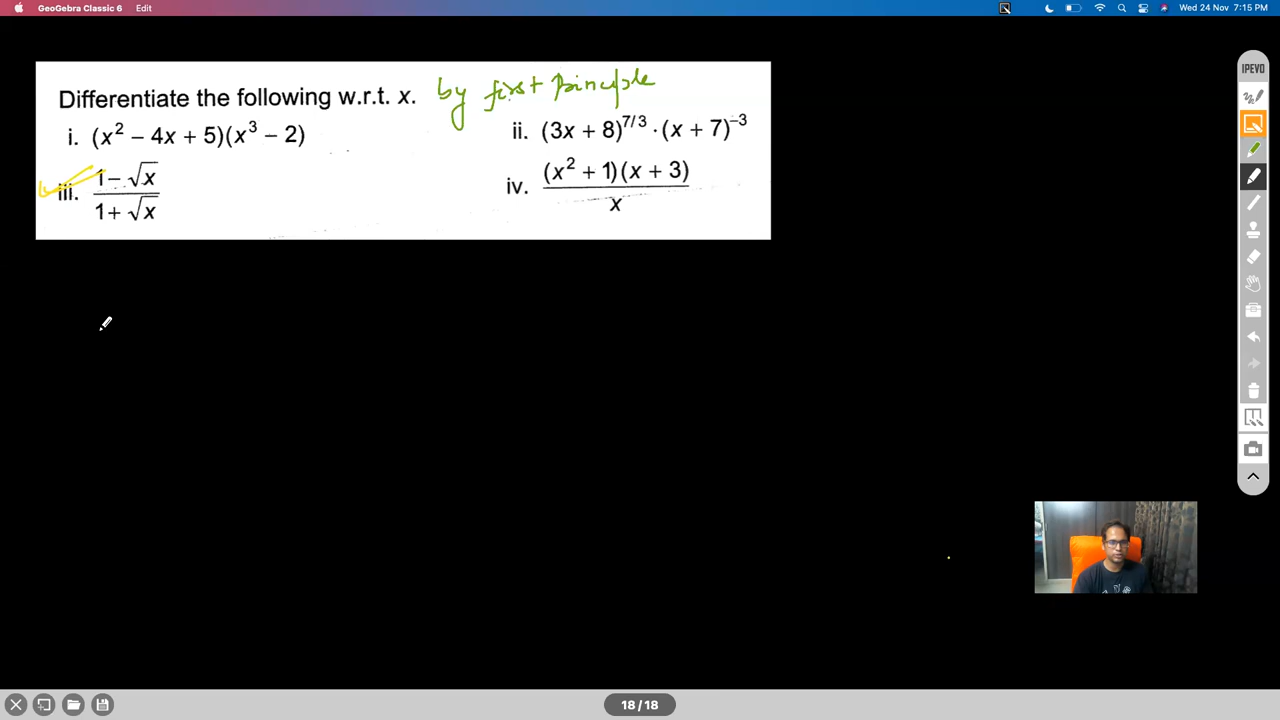 GeoGebra Classic 6 Edit
Wed 24 Nov 7:15 PM
IPEVO
Differentiate the following w.r.t. x. by first principle
i. (x² − 4x + 5)(x³ − 2)
ii. (3x + 8)^7/3 · (x + 7)^−3
iii. 1− √x
1+ √x
iv. (x² + 1)(x + 3)
x
18 / 18